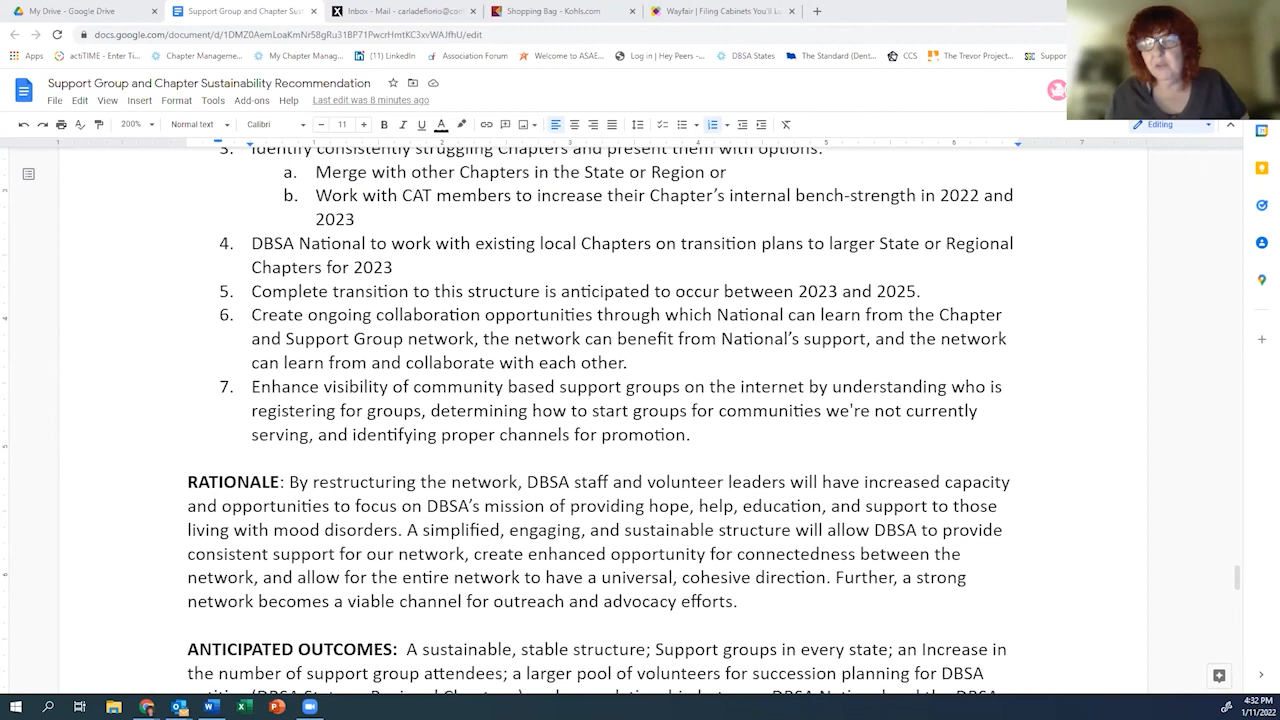 My Drive - Google Drive
Support Group and Chapter Sus
Inbox - Mail - carladeflorio@co
Shopping Bag - Kohls.com
Wayfair | Filing Cabinets You'll L
docs.google.com/document/d/
/edit
Apps
actiTIME - Enter Ti...
Chapter Manageme...
My Chapter Manag...
(11) LinkedIn
Association Forum
Welcome to ASAE...
Log in | Hey Peers -...
DBSA States
The Standard (Dent...
CCS
The Trevor Project...
Suppo
Support Group and Chapter Sustainability Recommendation
File Edit View Insert Format Tools Add-ons Help Last edit was 8 minutes ago
200% Normal text Calibri 11 Editing
1 1 2 3 4 5 6 7
3. Identify consistently struggling Chapters and present them with options:
a. Merge with other Chapters in the State or Region or
b. Work with CAT members to increase their Chapter’s internal bench-strength in 2022 and
2023
4. DBSA National to work with existing local Chapters on transition plans to larger State or Regional
Chapters for 2023
5. Complete transition to this structure is anticipated to occur between 2023 and 2025.
6. Create ongoing collaboration opportunities through which National can learn from the Chapter
and Support Group network, the network can benefit from National’s support, and the network
can learn from and collaborate with each other.
7. Enhance visibility of community based support groups on the internet by understanding who is
registering for groups, determining how to start groups for communities we're not currently
serving, and identifying proper channels for promotion.
RATIONALE: By restructuring the network, DBSA staff and volunteer leaders will have increased capacity
and opportunities to focus on DBSA’s mission of providing hope, help, education, and support to those
living with mood disorders. A simplified, engaging, and sustainable structure will allow DBSA to provide
consistent support for our network, create enhanced opportunity for connectedness between the
network, and allow for the entire network to have a universal, cohesive direction. Further, a strong
network becomes a viable channel for outreach and advocacy efforts.
ANTICIPATED OUTCOMES: A sustainable, stable structure; Support groups in every state; an Increase in
the number of support group attendees; a larger pool of volunteers for succession planning for DBSA
4:32 PM
1/11/2022